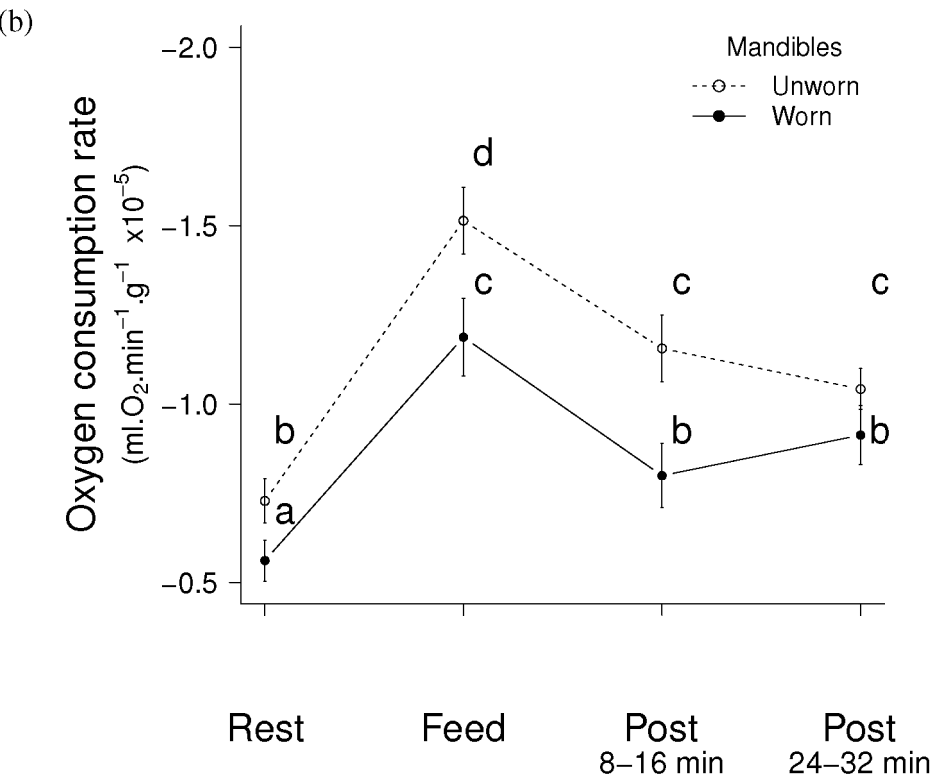 (b)
Mandibles
Unworn
Worn
Oxygen consumption rate
(ml.O₂.min⁻¹.g⁻¹ x10⁻⁵)
−2.0
−1.5
−1.0
−0.5
d
c
c
c
b
b
b
a
Rest
Feed
Post
8−16 min
Post
24−32 min